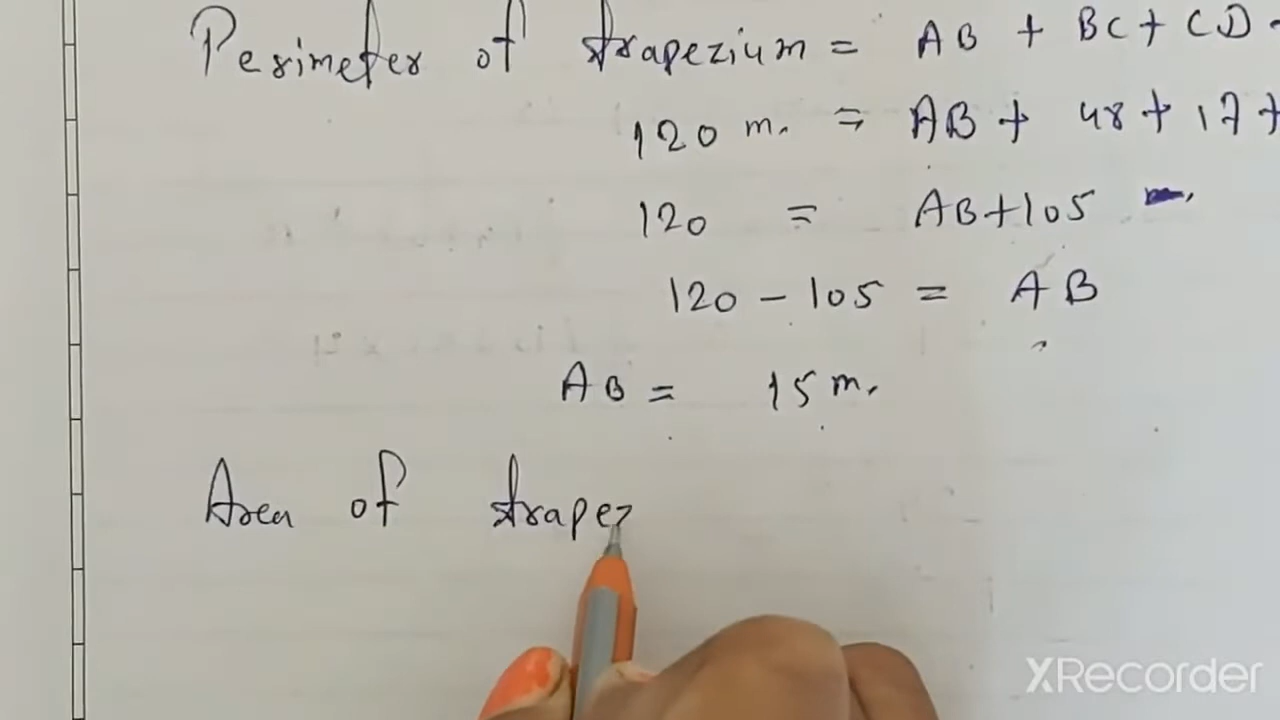 Perimeter of trapezium = AB + BC + CD
120 m. = AB + 48 + 17 +
120 = AB + 105 m.
120 - 105 = AB
AB = 15 m.
Area of trapez
XRecorder